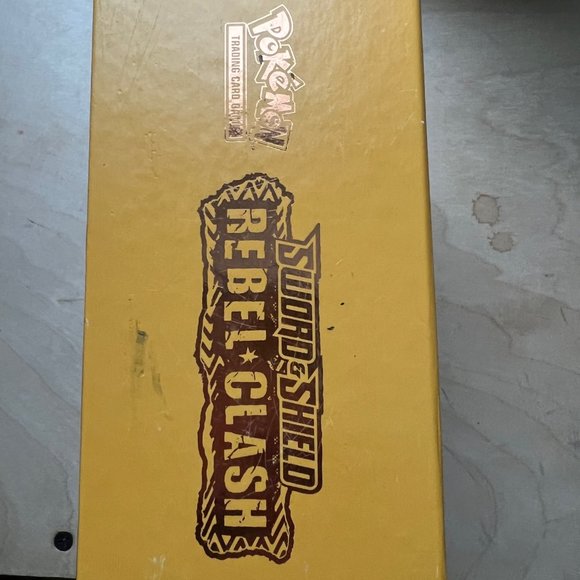 POKéMON
TRADING CARD GAME
SWORD & SHIELD
REBEL★CLASH